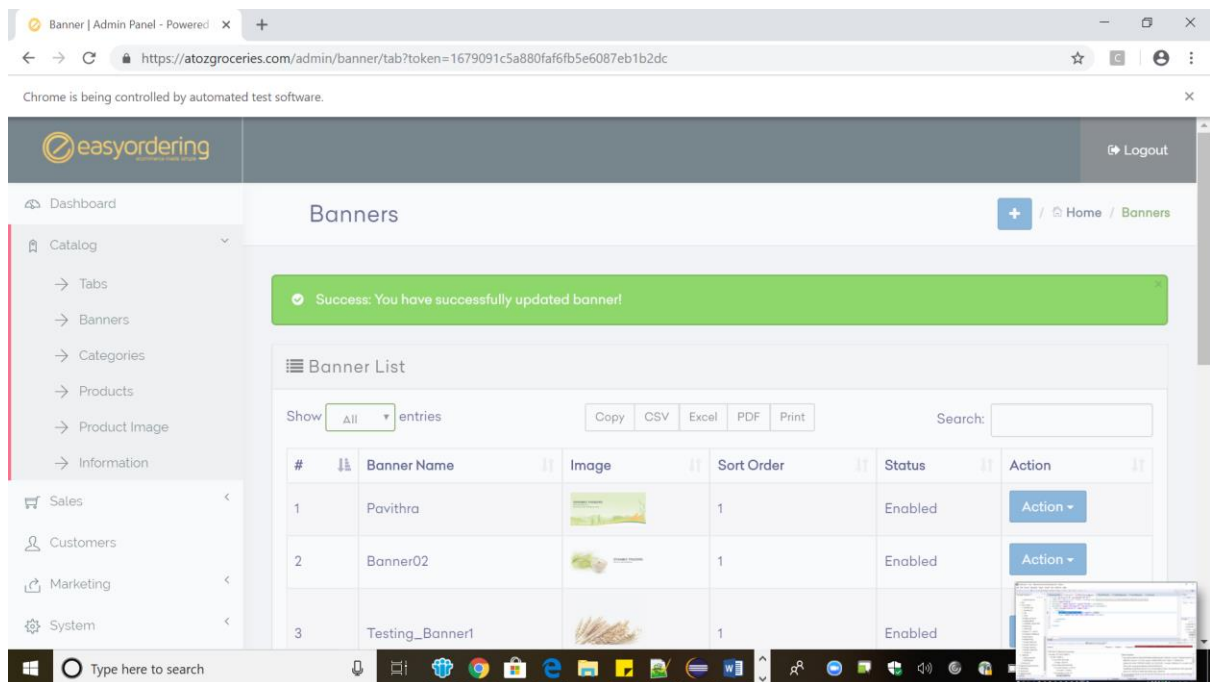 Banner | Admin Panel - Powered
https://atozgroceries.com/admin/banner/tab?token=1679091c5a880faf6fb5e6087eb1b2dc
Chrome is being controlled by automated test software.
easyordering
Logout
Dashboard
Banners
/ Home / Banners
Catalog
Tabs
Success: You have successfully updated banner!
Banners
Categories
Banner List
Products
Show All entries
Copy CSV Excel PDF Print
Search:
Product Image
Information
# Banner Name Image Sort Order Status Action
Sales
1 Pavithra 1 Enabled Action
Customers
2 Banner02 1 Enabled Action
Marketing
System
3 Testing_Banner1 1 Enabled
Type here to search